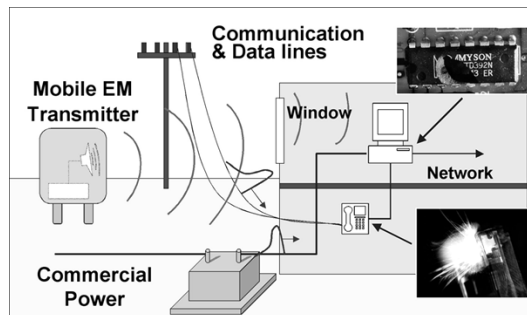 Communication
& Data lines
MYSON
Mobile EM
Transmitter
Window
Network
Commercial
Power